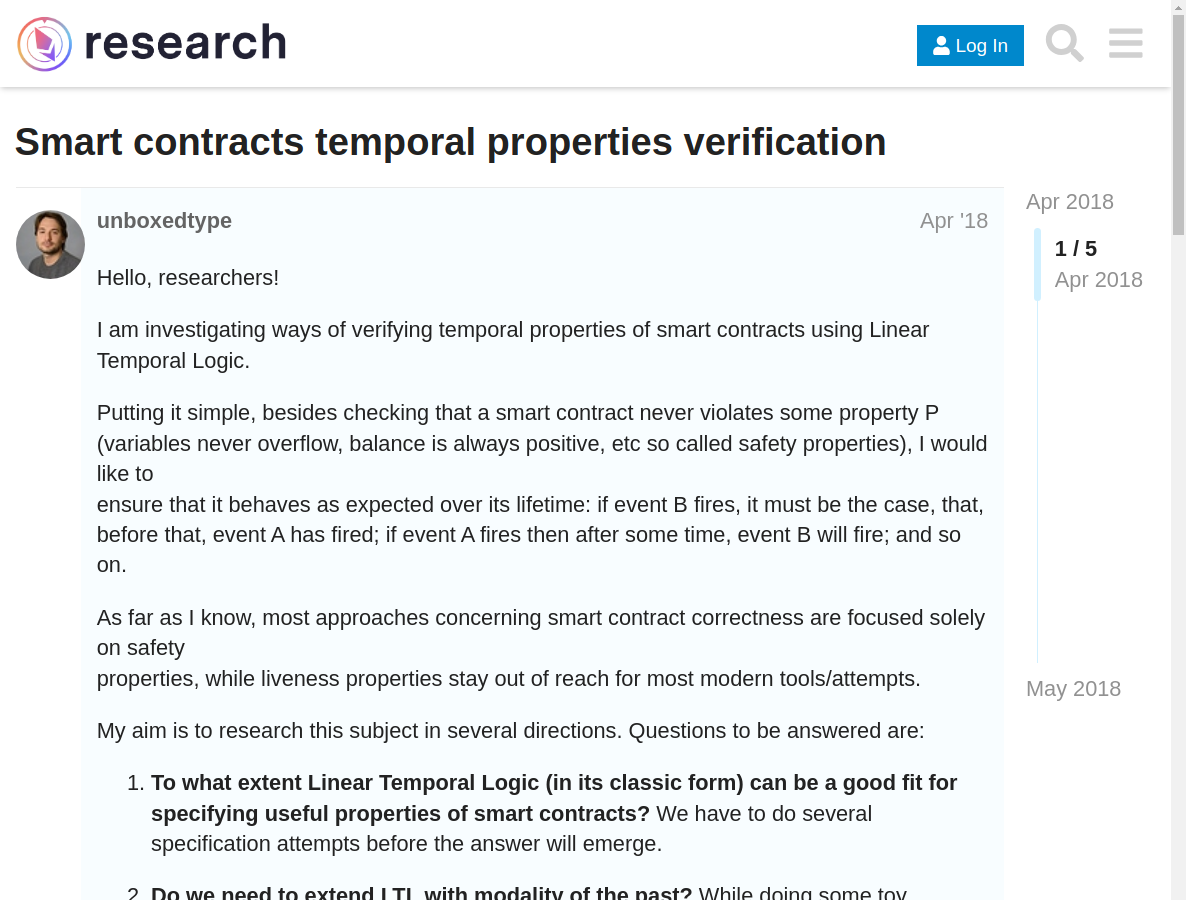 research
Log In
Smart contracts temporal properties verification
Apr 2018
unboxedtype
Apr '18
1 / 5
Apr 2018
Hello, researchers!
I am investigating ways of verifying temporal properties of smart contracts using Linear
Temporal Logic.
Putting it simple, besides checking that a smart contract never violates some property P
(variables never overflow, balance is always positive, etc so called safety properties), I would
like to
ensure that it behaves as expected over its lifetime: if event B fires, it must be the case, that,
before that, event A has fired; if event A fires then after some time, event B will fire; and so
on.
As far as I know, most approaches concerning smart contract correctness are focused solely
on safety
properties, while liveness properties stay out of reach for most modern tools/attempts.
May 2018
My aim is to research this subject in several directions. Questions to be answered are:
1. To what extent Linear Temporal Logic (in its classic form) can be a good fit for
specifying useful properties of smart contracts? We have to do several
specification attempts before the answer will emerge.
2. Do we need to extend LTL with modality of the past? While doing some toy